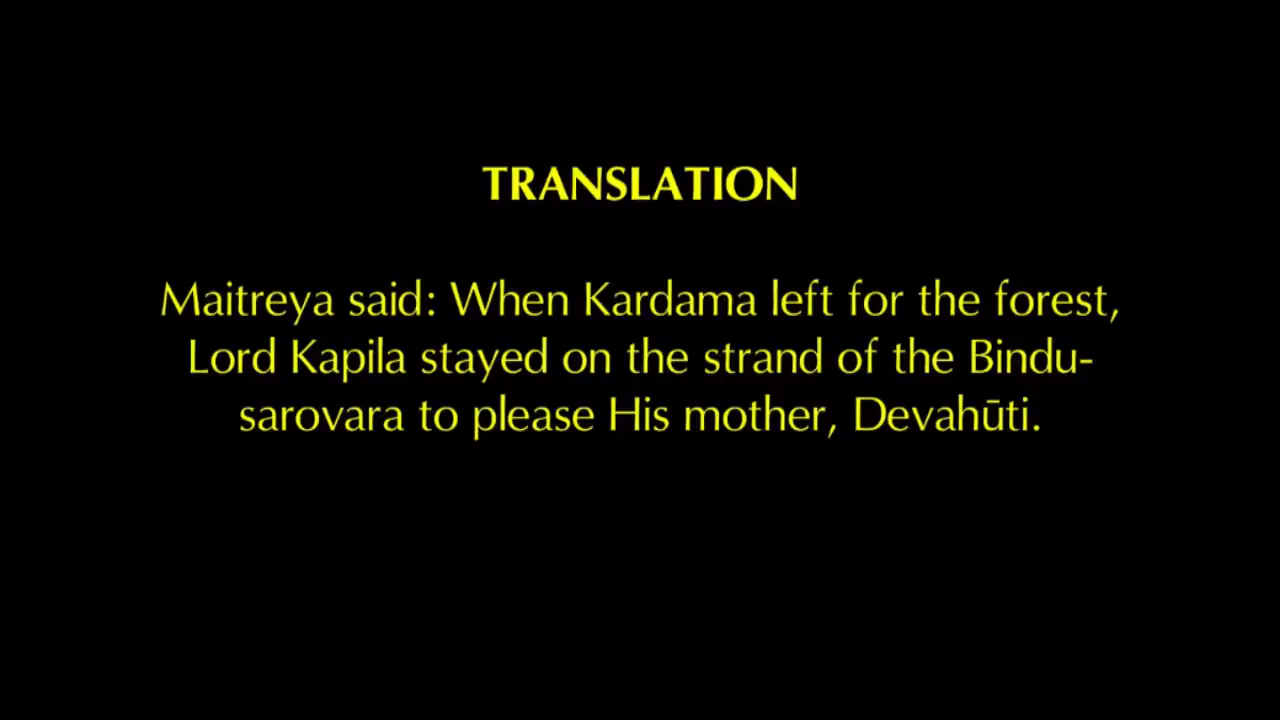 TRANSLATION
Maitreya said: When Kardama left for the forest,
Lord Kapila stayed on the strand of the Bindu-
sarovara to please His mother, Devahūti.